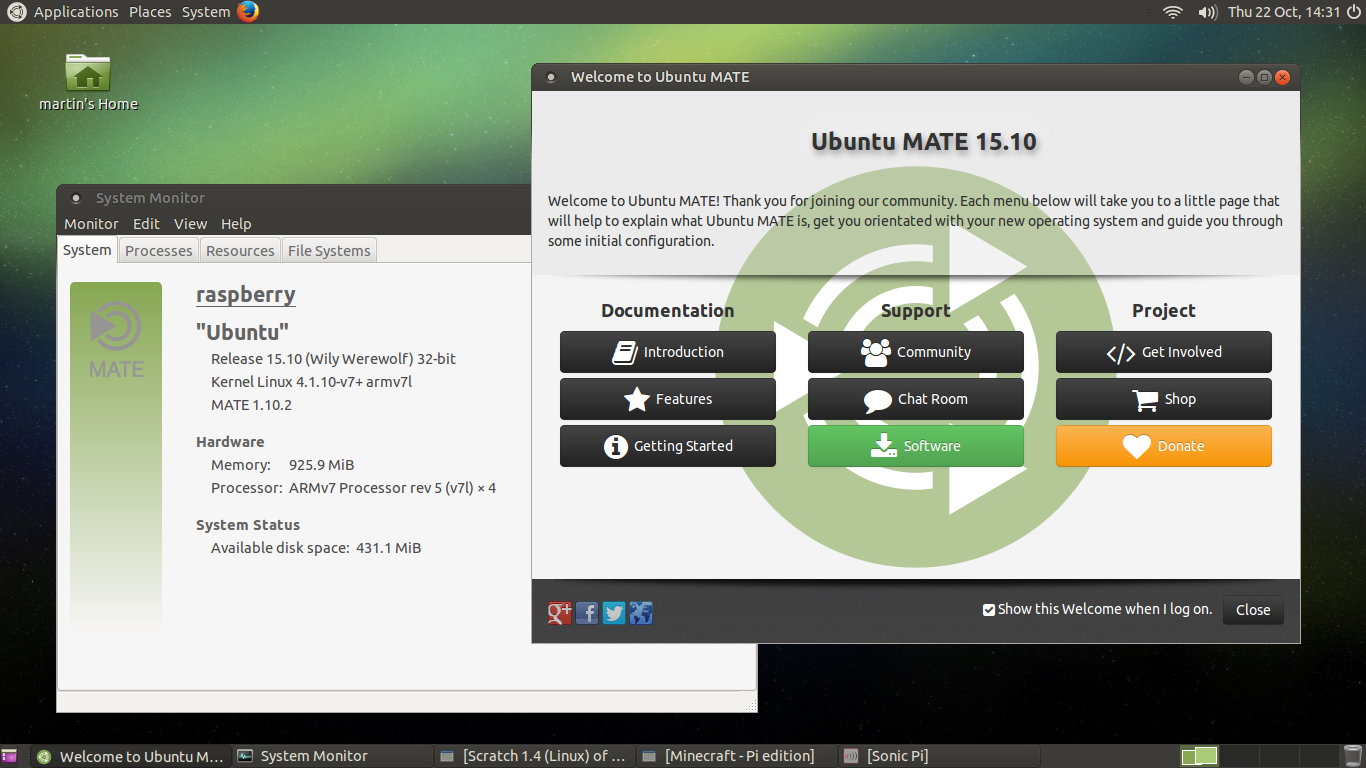 Applications Places System
Thu 22 Oct, 14:31
martin's Home
Welcome to Ubuntu MATE
Ubuntu MATE 15.10
Welcome to Ubuntu MATE! Thank you for joining our community. Each menu below will take you to a little page that
will help to explain what Ubuntu MATE is, get you orientated with your new operating system and guide you through
some initial configuration.
Documentation
Introduction
Features
Getting Started
Support
Community
Chat Room
Software
Project
Get Involved
Shop
Donate
Show this Welcome when I log on.
Close
System Monitor
Monitor Edit View Help
System Processes Resources File Systems
MATE
raspberry
"Ubuntu"
Release 15.10 (Wily Werewolf) 32-bit
Kernel Linux 4.1.10-v7+ armv7l
MATE 1.10.2
Hardware
Memory: 925.9 MiB
Processor: ARMv7 Processor rev 5 (v7l) × 4
System Status
Available disk space: 431.1 MiB
Welcome to Ubuntu M...
System Monitor
[Scratch 1.4 (Linux) of ...
[Minecraft - Pi edition]
[Sonic Pi]